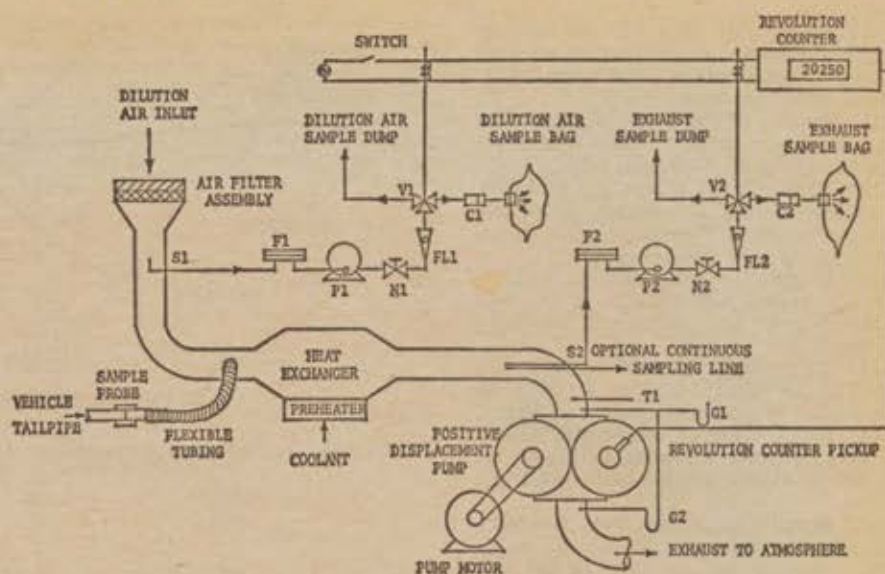 REVOLUTION
COUNTER
20250
SWITCH
DILUTION
AIR INLET
DILUTION AIR
SAMPLE DUMP
DILUTION AIR
SAMPLE BAG
EXHAUST
SAMPLE DUMP
EXHAUST
SAMPLE BAG
AIR FILTER
ASSEMBLY
V1
C1
V2
C2
S1
F1
P1
N1
FL1
F2
P2
N2
FL2
S2
OPTIONAL CONTINUOUS
SAMPLING LINE
HEAT
EXCHANGER
PREHEATER
COOLANT
SAMPLE
PROBE
VEHICLE
TAILPIPE
FLEXIBLE
TUBING
T1
G1
POSITIVE
DISPLACEMENT
PUMP
REVOLUTION COUNTER PICKUP
G2
PUMP MOTOR
EXHAUST TO ATMOSPHERE